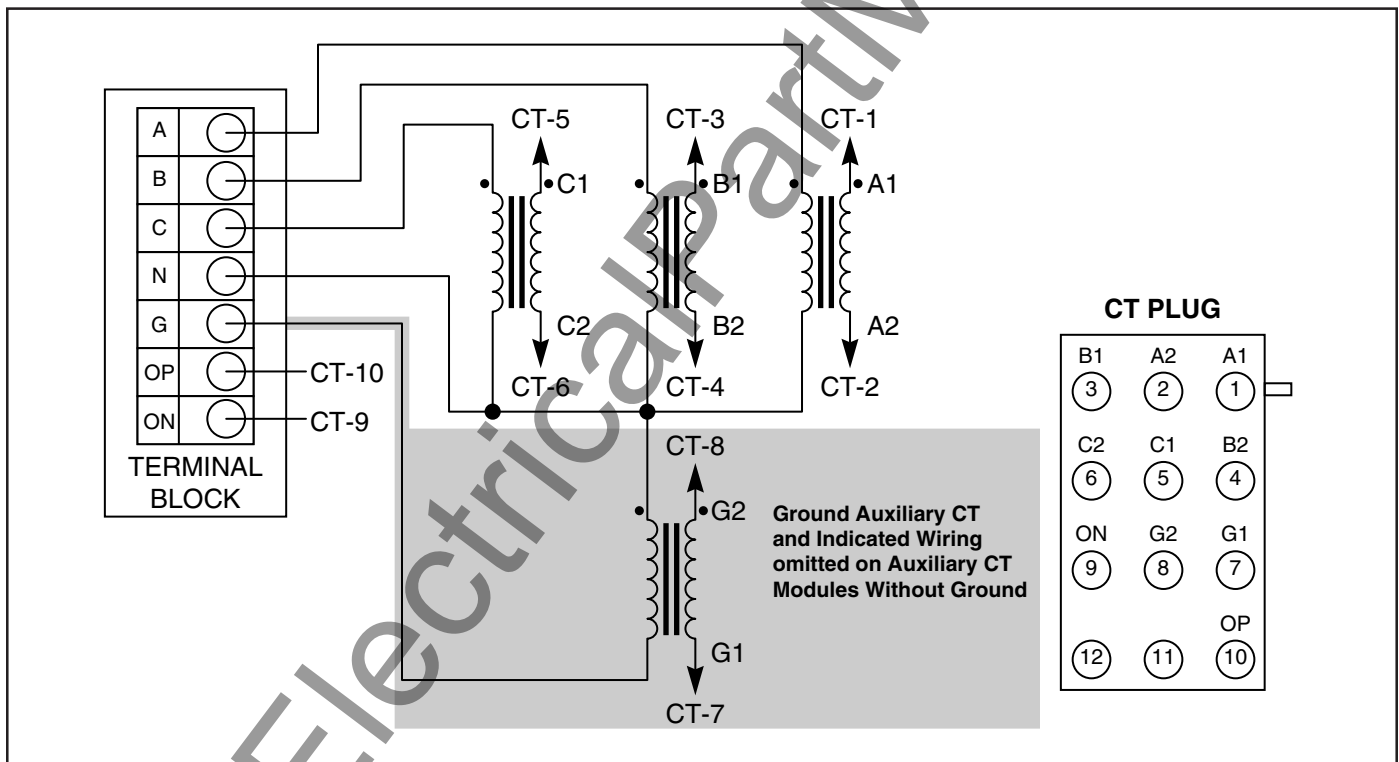 A
B
C
N
G
OP
ON
TERMINAL
BLOCK
CT-10
CT-9
CT-5
C1
C2
CT-6
CT-3
B1
B2
CT-4
CT-1
A1
A2
CT-2
CT-8
G2
G1
CT-7
Ground Auxiliary CT
and Indicated Wiring
omitted on Auxiliary CT
Modules Without Ground
CT PLUG
B1 A2 A1
3 2 1
C2 C1 B2
6 5 4
ON G2 G1
9 8 7
OP
12 11 10
ElectricalPartM